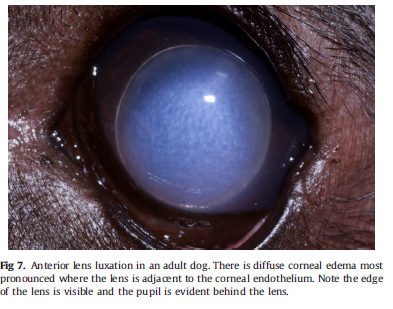 Fig 7. Anterior lens luxation in an adult dog. There is diffuse corneal edema most
pronounced where the lens is adjacent to the corneal endothelium. Note the edge
of the lens is visible and the pupil is evident behind the lens.